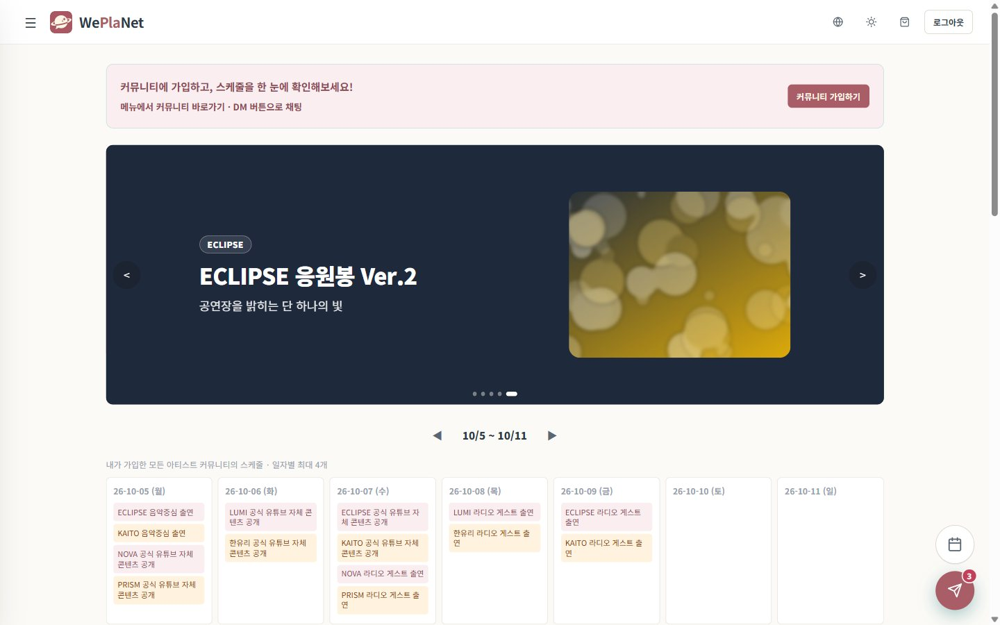 WePlaNet
로그아웃
커뮤니티에 가입하고, 스케줄을 한 눈에 확인해보세요!
메뉴에서 커뮤니티 바로가기 · DM 버튼으로 채팅
커뮤니티 가입하기
ECLIPSE
ECLIPSE 응원봉 Ver.2
공연장을 밝히는 단 하나의 빛
<
>
◀ 10/5 ~ 10/11 ▶
내가 가입한 모든 아티스트 커뮤니티의 스케줄 · 일자별 최대 4개
26-10-05 (월)
ECLIPSE 음악중심 출연
KAITO 음악중심 출연
NOVA 공식 유튜브 자체
콘텐츠 공개
PRISM 공식 유튜브 자체
콘텐츠 공개
26-10-06 (화)
LUMI 공식 유튜브 자체 콘
텐츠 공개
한유리 공식 유튜브 자체
콘텐츠 공개
26-10-07 (수)
ECLIPSE 공식 유튜브 자
체 콘텐츠 공개
KAITO 공식 유튜브 자체
콘텐츠 공개
NOVA 라디오 게스트 출연
PRISM 라디오 게스트 출
연
26-10-08 (목)
LUMI 라디오 게스트 출연
한유리 라디오 게스트 출
연
26-10-09 (금)
ECLIPSE 라디오 게스트
출연
KAITO 라디오 게스트 출
연
26-10-10 (토)
26-10-11 (일)
3